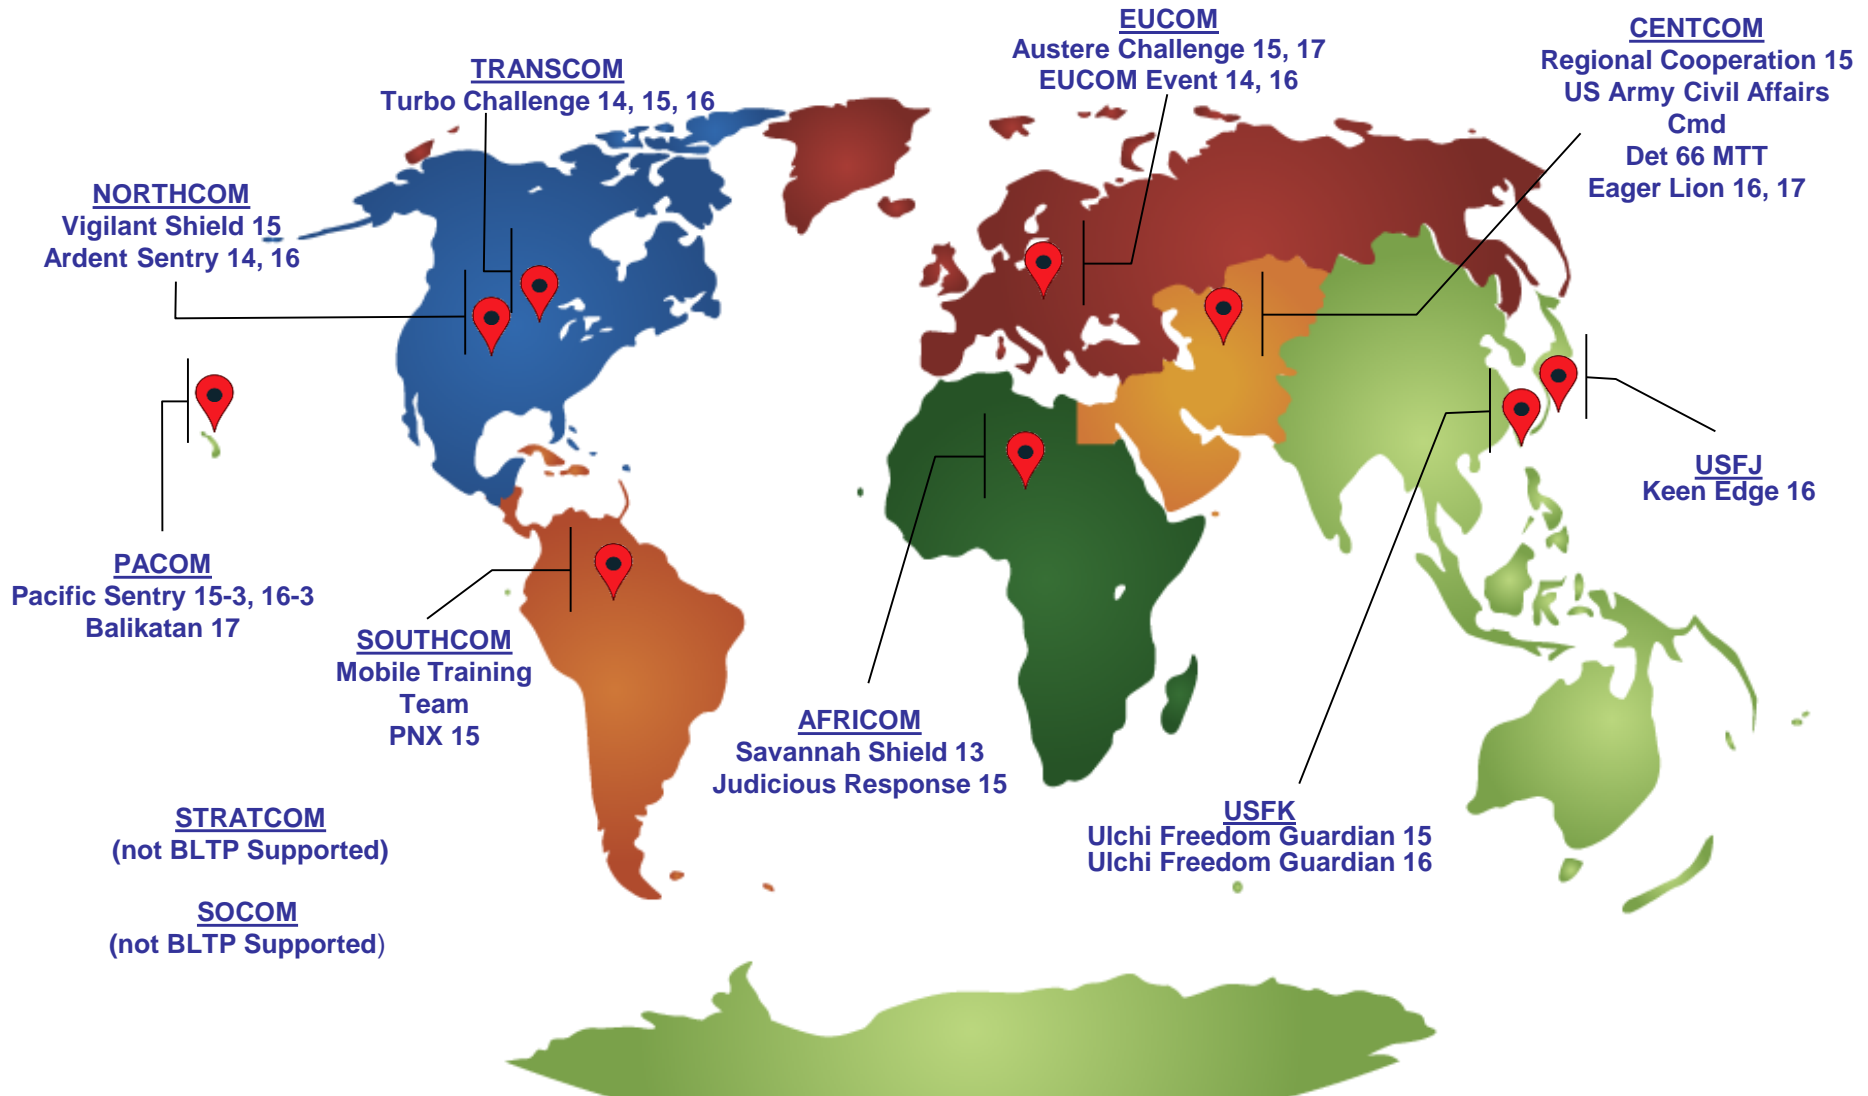 EUCOM
Austere Challenge 15, 17
EUCOM Event 14, 16
CENTCOM
Regional Cooperation 15
US Army Civil Affairs
Cmd
Det 66 MTT
Eager Lion 16, 17
TRANSCOM
Turbo Challenge 14, 15, 16
NORTHCOM
Vigilant Shield 15
Ardent Sentry 14, 16
USFJ
Keen Edge 16
PACOM
Pacific Sentry 15-3, 16-3
Balikatan 17
SOUTHCOM
Mobile Training
Team
PNX 15
AFRICOM
Savannah Shield 13
Judicious Response 15
USFK
Ulchi Freedom Guardian 15
Ulchi Freedom Guardian 16
STRATCOM
(not BLTP Supported)
SOCOM
(not BLTP Supported)